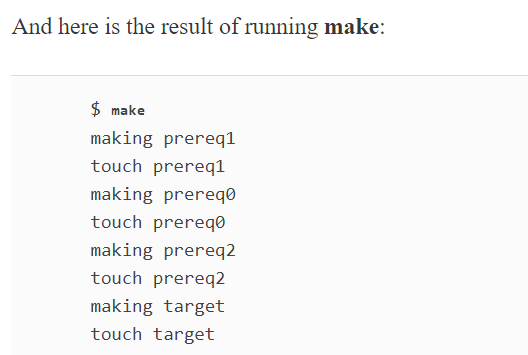 And here is the result of running make:
$ make
making prereq1
touch prereq1
making prereq0
touch prereq0
making prereq2
touch prereq2
making target
touch target